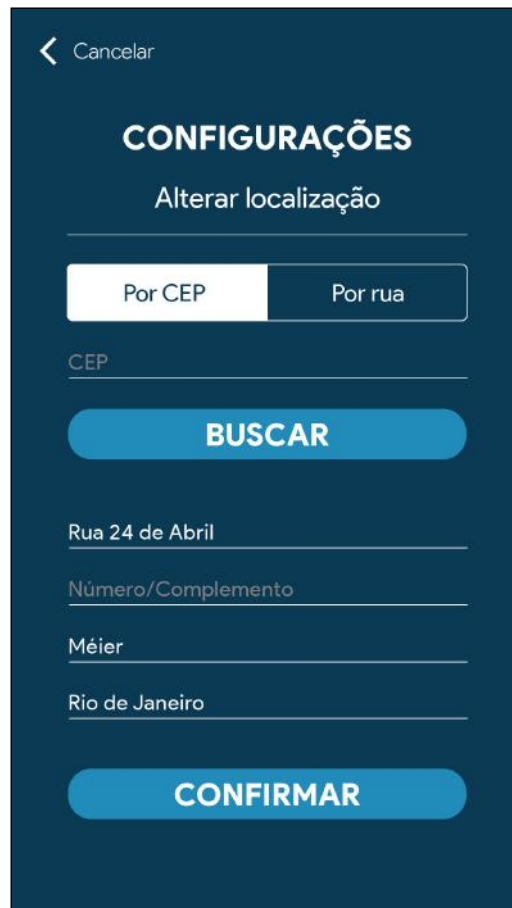 Cancelar
CONFIGURAÇÕES
Alterar localização
Por CEP Por rua
CEP
BUSCAR
Rua 24 de Abril
Número/Complemento
Méier
Rio de Janeiro
CONFIRMAR